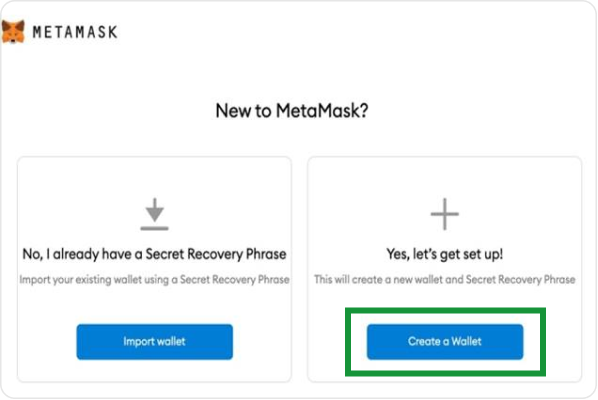 METAMASK
New to MetaMask?
No, I already have a Secret Recovery Phrase
Import your existing wallet using a Secret Recovery Phrase
Import wallet
Yes, let's get set up!
This will create a new wallet and Secret Recovery Phrase
Create a Wallet